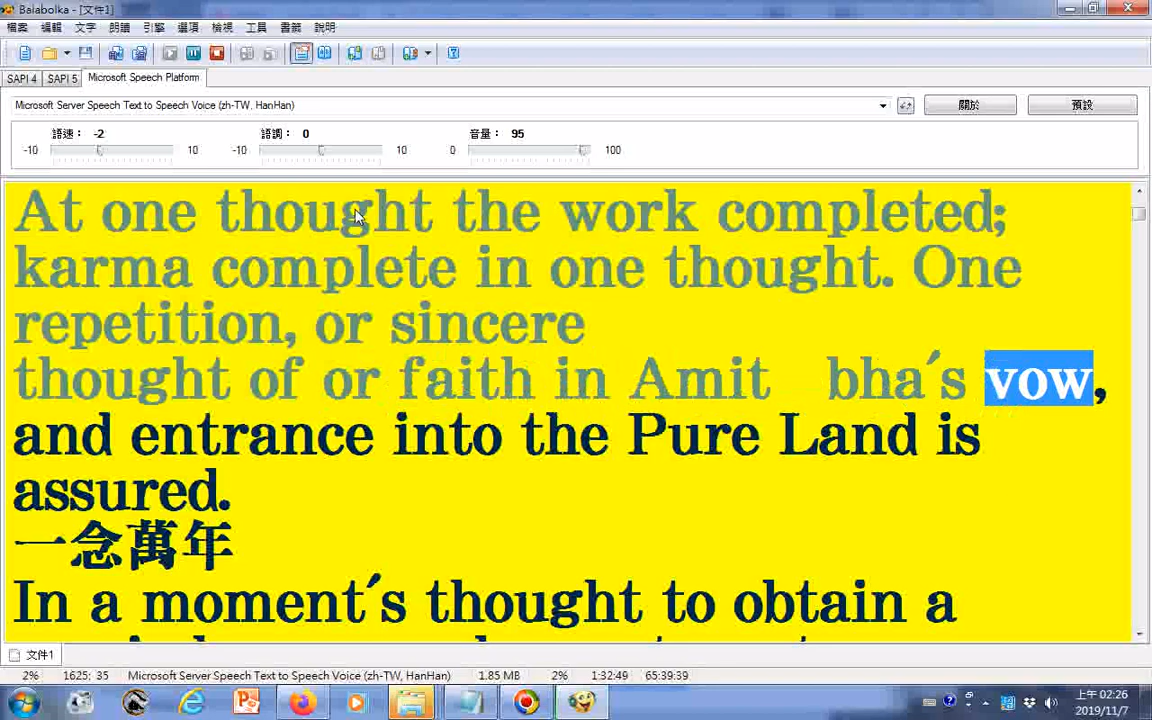 Balabolka - [文件1]
檔案 編輯 文字 朗讀 引擎 選項 檢視 工具 書籤 說明
SAPI 4 SAPI 5 Microsoft Speech Platform
Microsoft Server Speech Text to Speech Voice (zh-TW, HanHan) 關於 預設
語速： -2 語調： 0 音量： 95
-10 10 -10 10 0 100
At one thought the work completed;
karma complete in one thought. One
repetition, or sincere
thought of or faith in Amit bha´s vow,
and entrance into the Pure Land is
assured.
一念萬年
In a moment´s thought to obtain a
文件1
2% 1625: 35 Microsoft Server Speech Text to Speech Voice (zh-TW, HanHan) 1.85 MB 2% 1:32:49 65:39:39
上午 02:26
2019/11/7